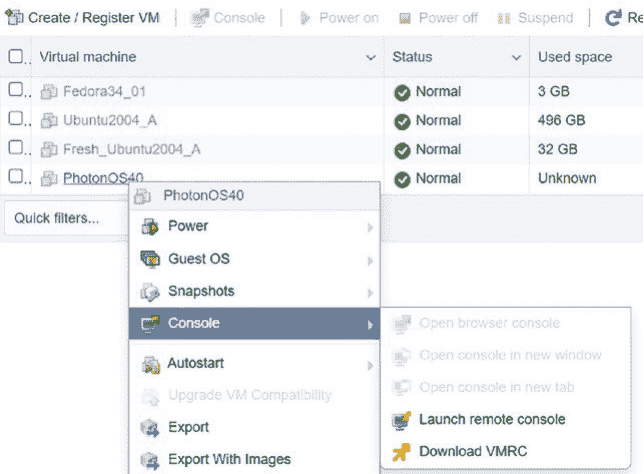 Create / Register VM Console Power on Power off Suspend Re
Virtual machine Status Used space
Fedora34_01 Normal 3 GB
Ubuntu2004_A Normal 496 GB
Fresh_Ubuntu2004_A Normal 32 GB
PhotonOS40 Normal Unknown
Quick filters...
PhotonOS40
Power
Guest OS
Snapshots
Console
Autostart
Upgrade VM Compatibility
Export
Export With Images
Open browser console
Open console in new window
Open console in new tab
Launch remote console
Download VMRC